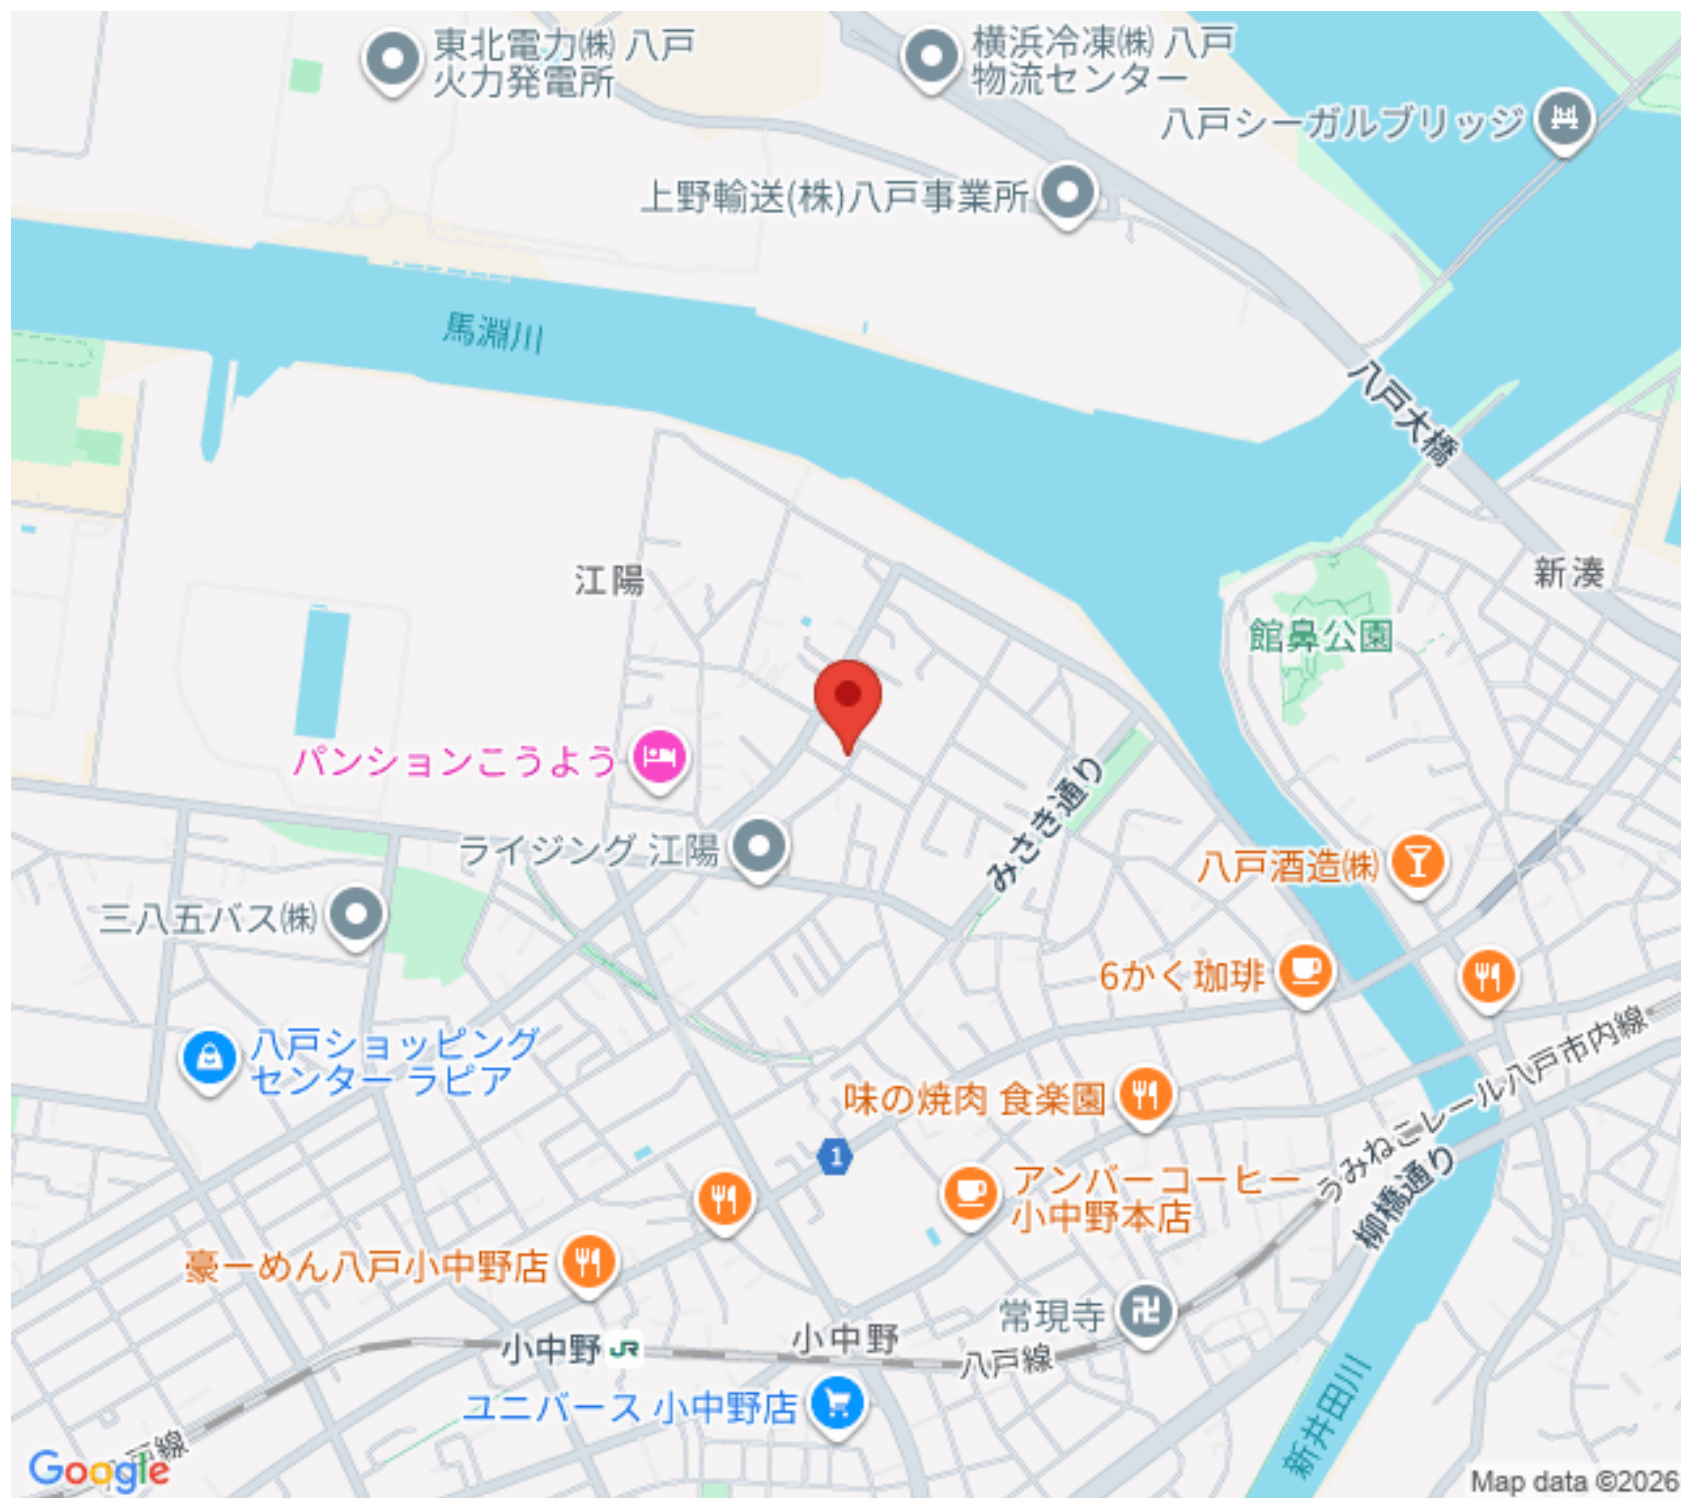 東北電力㈱ 八戸
火力発電所
横浜冷凍㈱ 八戸
物流センター
八戸シーガルブリッジ
上野輸送(株)八戸事業所
馬淵川
八戸大橋
江陽
新湊
館鼻公園
パンションこうよう
みさき通り
ライジング 江陽
八戸酒造㈱
三八五バス㈱
6かく珈琲
八戸ショッピング
センター ラピア
うみねこレール八戸市内線
味の焼肉 食楽園
1
アンバーコーヒー
小中野本店
柳橋通り
豪ーめん八戸小中野店
常現寺
小中野
JR
小中野
八戸線
ユニバース 小中野店
新井田川
戸線
Google
Map data ©2026